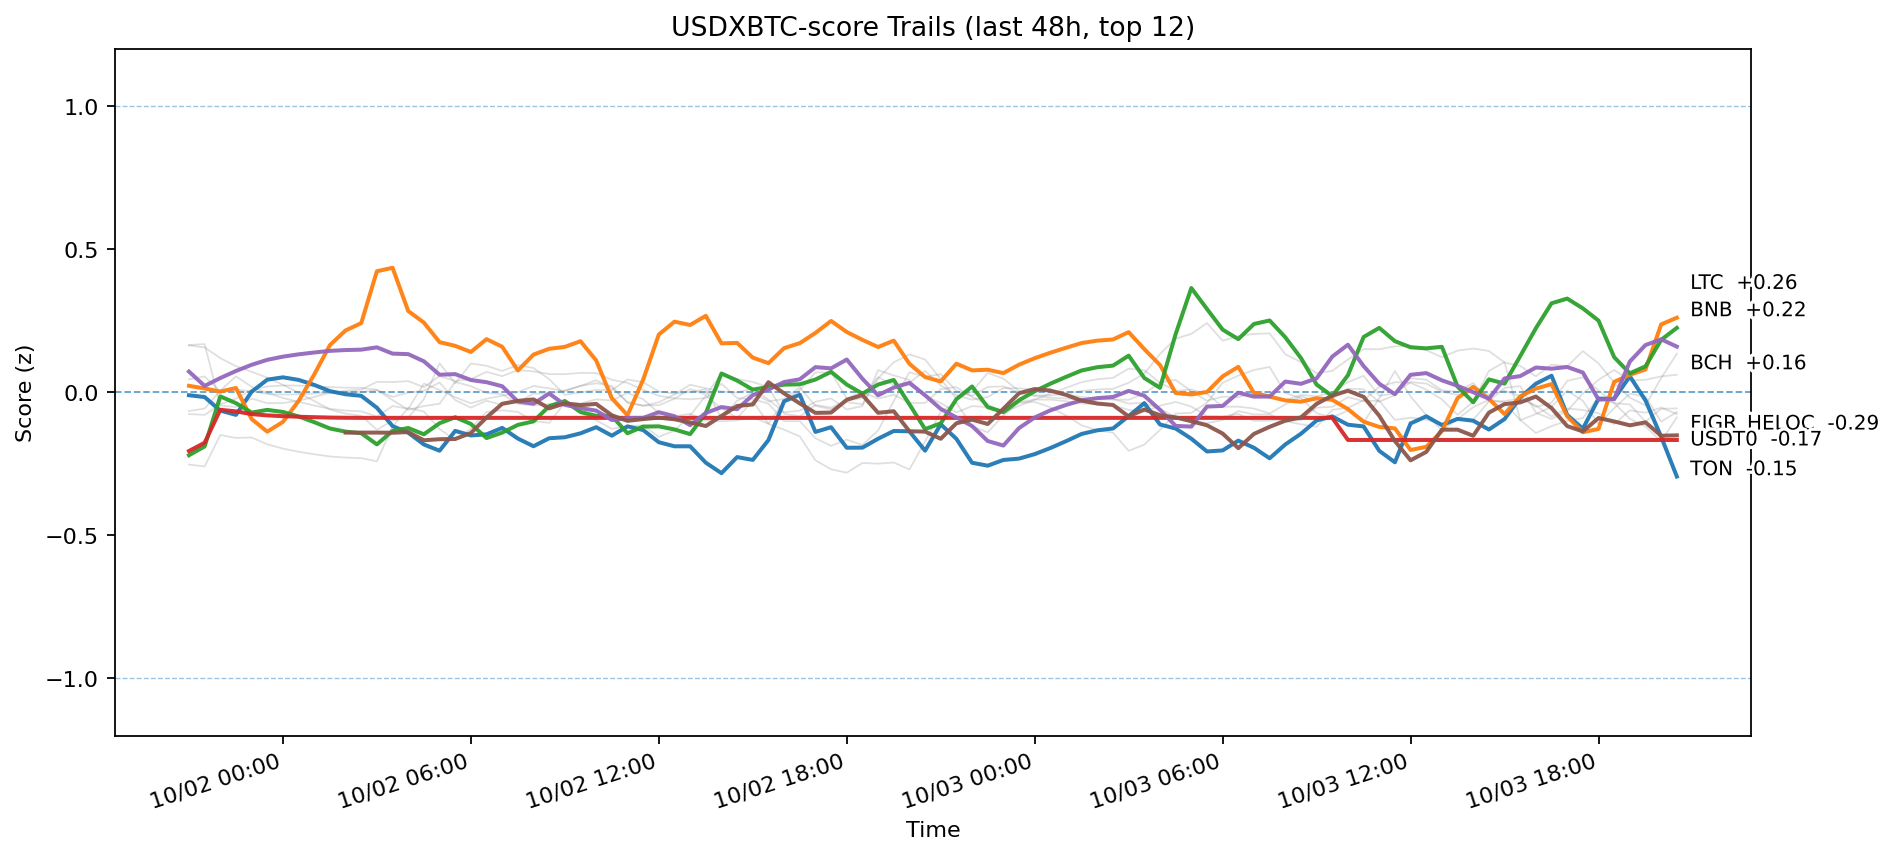 USDXBTC-score Trails (last 48h, top 12)
Score (z)
1.0
0.5
0.0
−0.5
−1.0
LTC +0.26
BNB +0.22
BCH +0.16
FIGR_HELOC -0.29
USDT0 -0.17
TON -0.15
10/02 00:00
10/02 06:00
10/02 12:00
10/02 18:00
10/03 00:00
10/03 06:00
10/03 12:00
10/03 18:00
Time